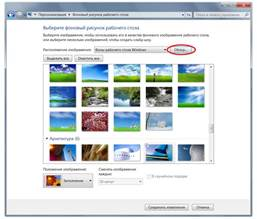 Персонализация ▸ Фоновый рисунок рабочего стола
Выберите фоновый рисунок рабочего стола
Расположение изображения:
Фоны рабочего стола Windows
Обзор...
Выделить все
Очистить все
Архитектура (6)
Положение изображения:
Сменять изображения каждые:
Заполнение
30 минут
В случайном порядке
Сохранить изменения
Отмена